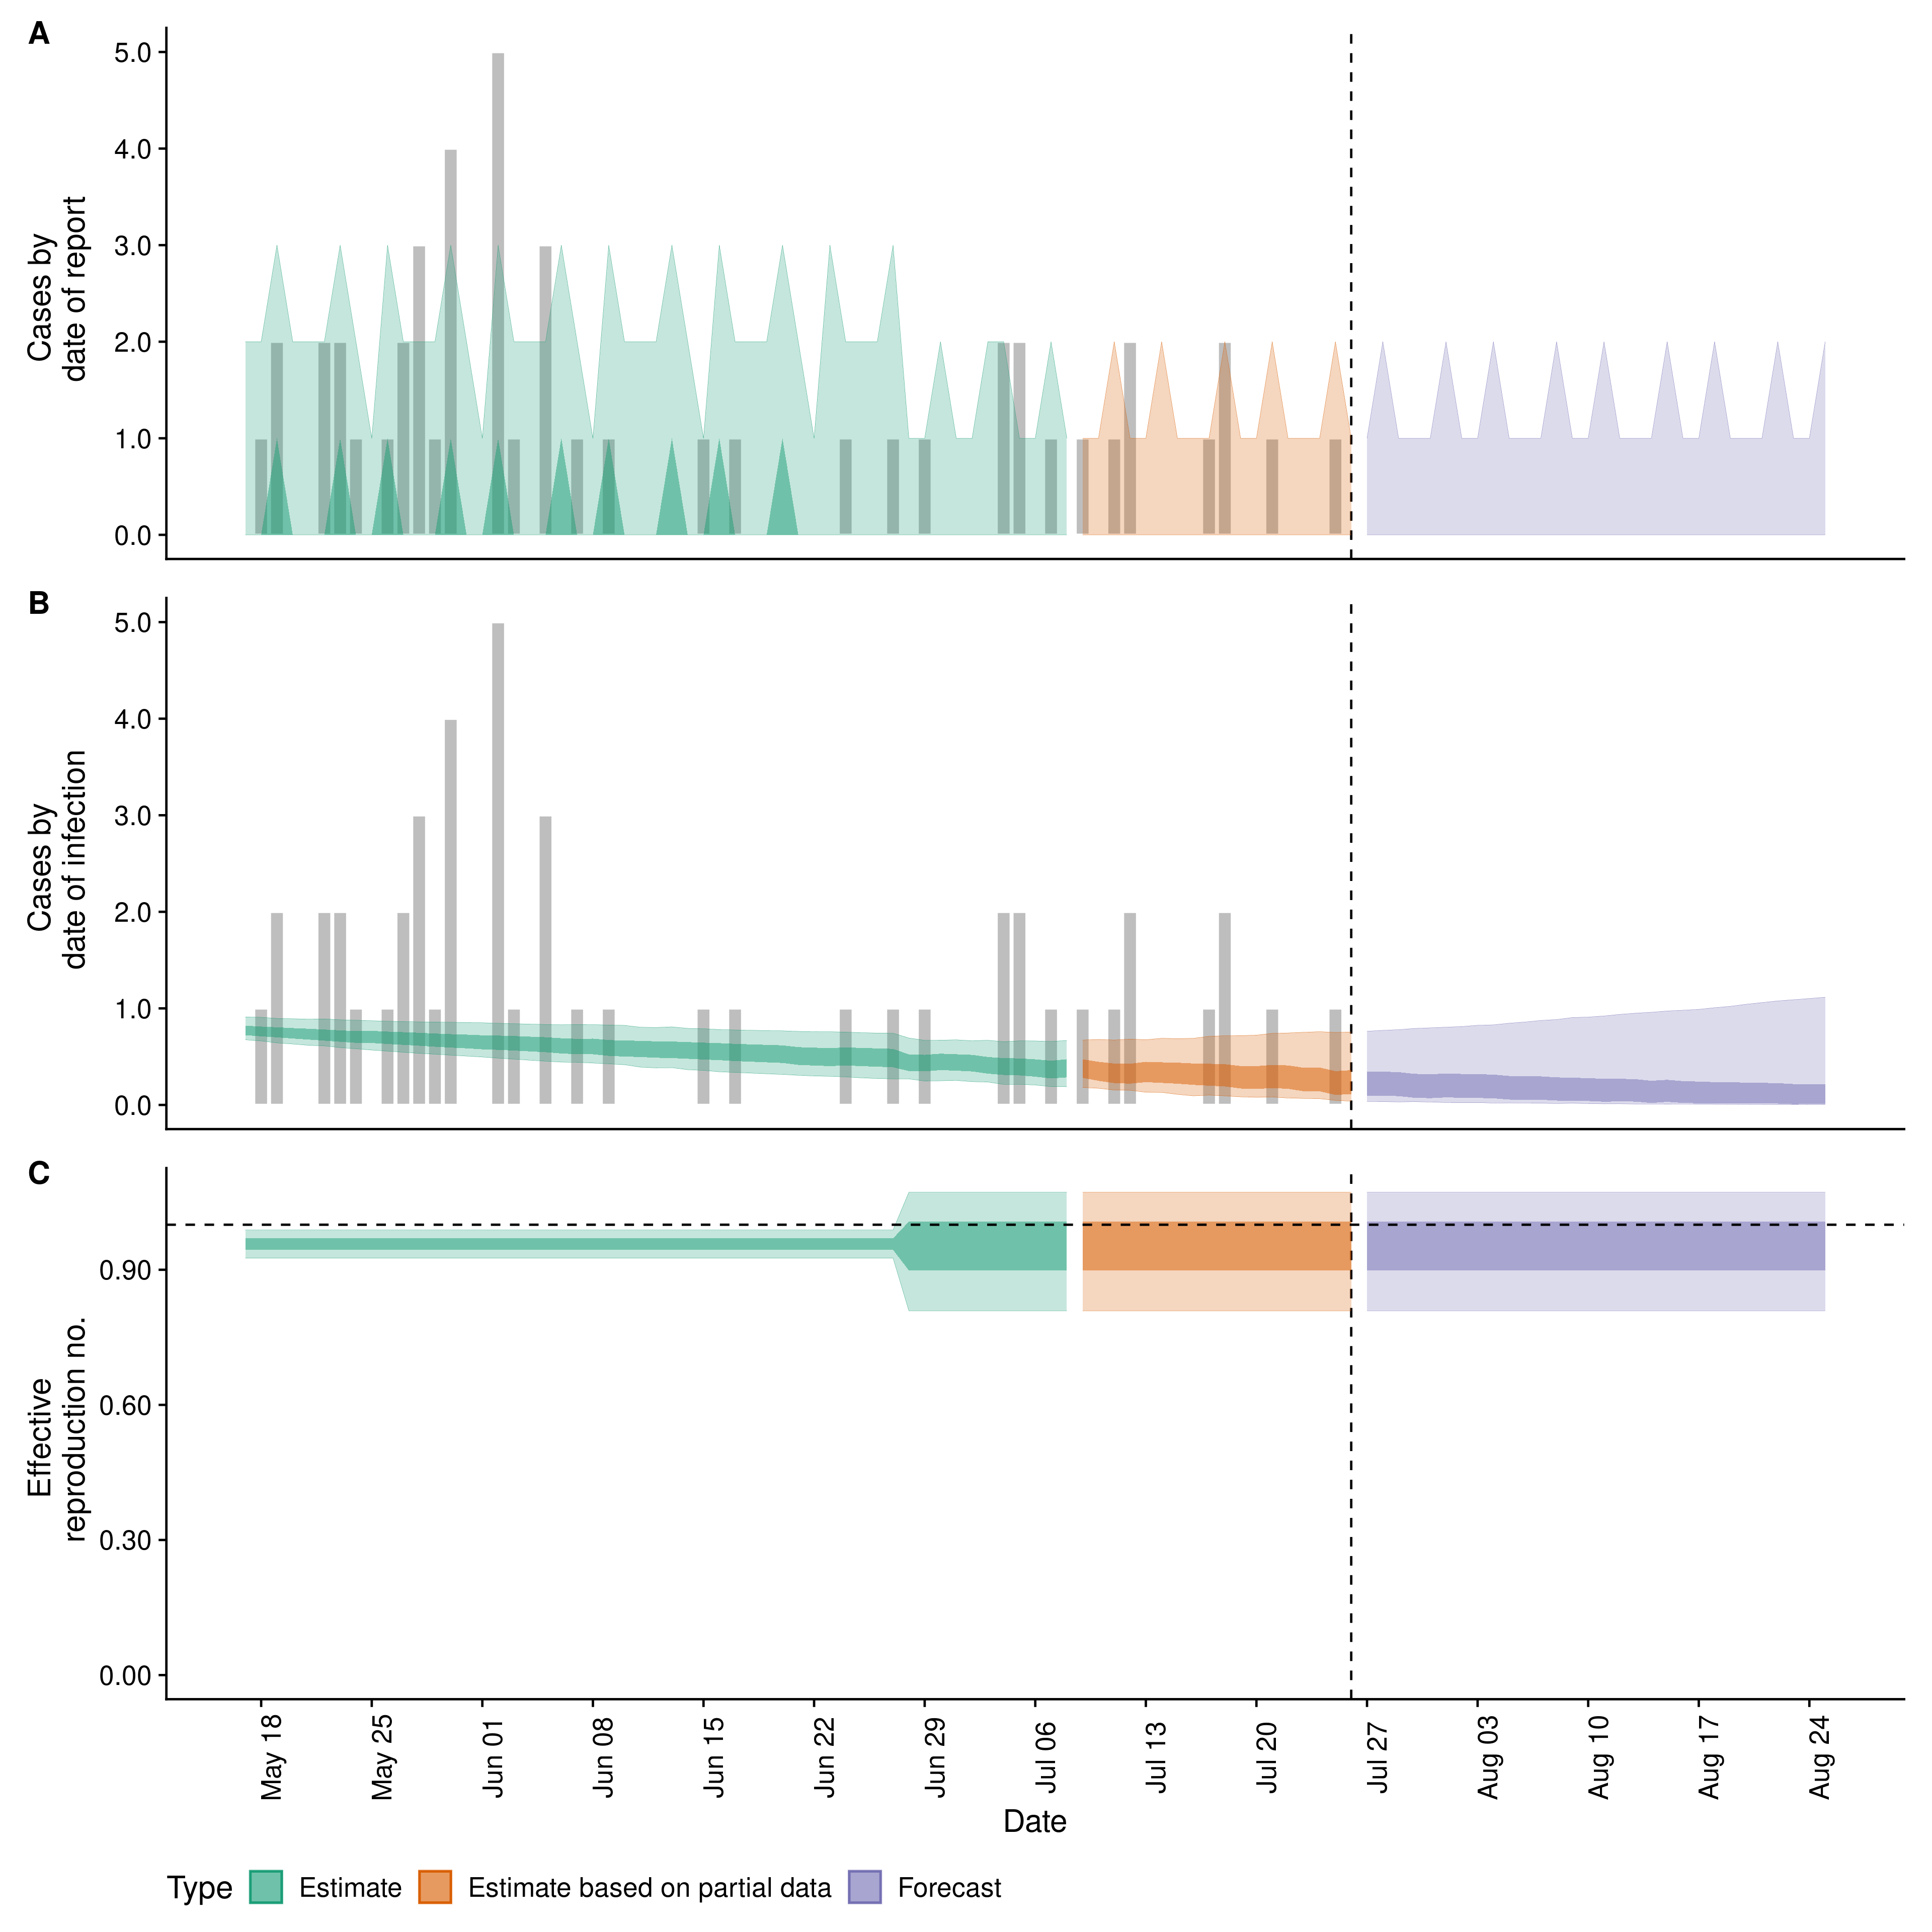 A
Cases by
date of report
5.0
4.0
3.0
2.0
1.0
0.0
B
Cases by
date of infection
5.0
4.0
3.0
2.0
1.0
0.0
C
Effective
reproduction no.
0.90
0.60
0.30
0.00
May 18
May 25
Jun 01
Jun 08
Jun 15
Jun 22
Jun 29
Jul 06
Jul 13
Jul 20
Jul 27
Aug 03
Aug 10
Aug 17
Aug 24
Date
Type Estimate Estimate based on partial data Forecast